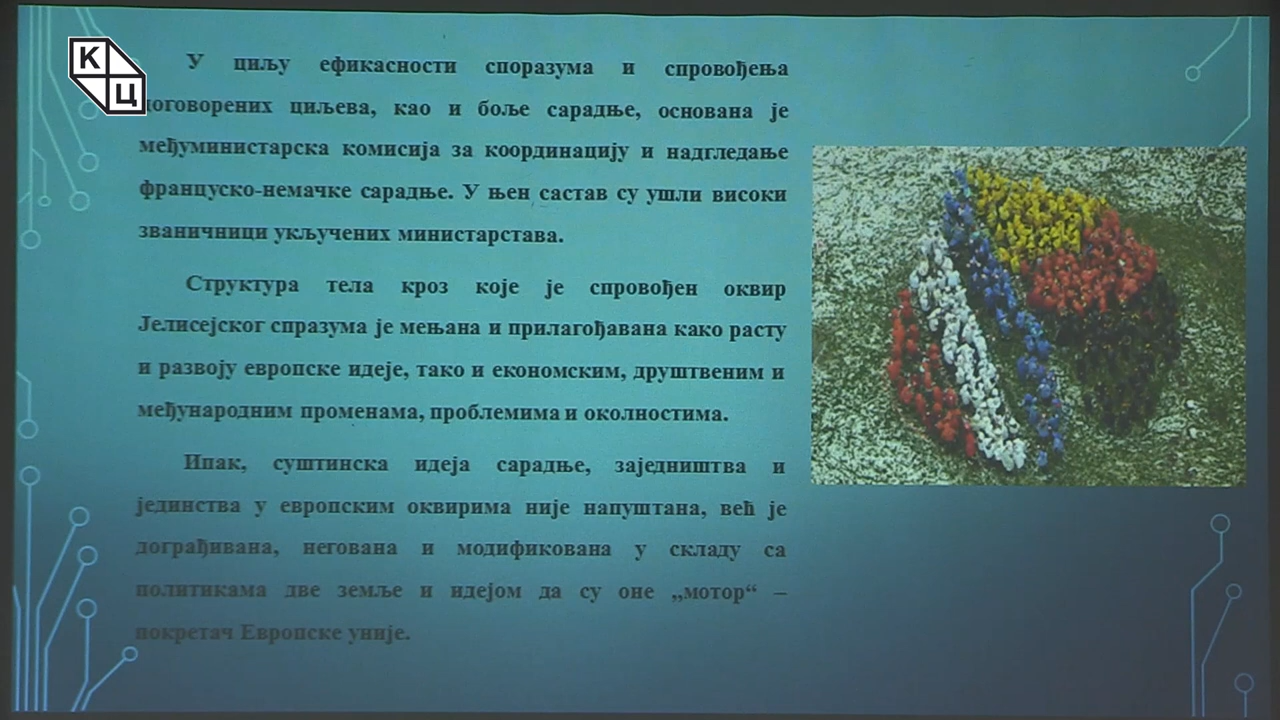 КЦ
У циљу ефикасности споразума и спровођења
договорених циљева, као и боље сарадње, основана је
међуминистарска комисија за координацију и надгледање
француско-немачке сарадње. У њен састав су ушли високи
званичници укључених министарстава.
Структура тела кроз које је спровођен оквир
Јелисејског спразума је мењана и прилагођавана како расту
и развоју европске идеје, тако и економским, друштвеним и
међународним променама, проблемима и околностима.
Ипак, суштинска идеја сарадње, заједништва и
јединства у европским оквирима није напуштана, већ је
дограђивана, негована и модификована у складу са
политикама две земље и идејом да су оне „мотор“ –
покретач Европске уније.